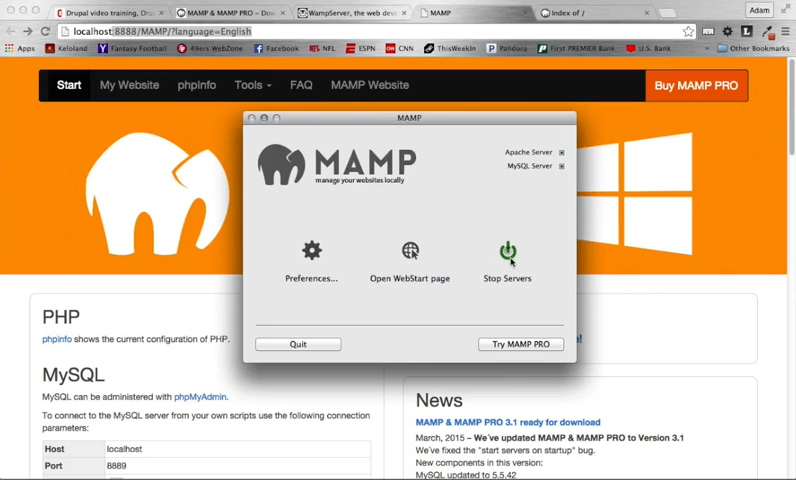 Drupal video training, Dru
MAMP & MAMP PRO – Dow
WampServer, the web dev
MAMP
Index of /
Adam
localhost:8888/MAMP/?language=English
Apps
Keloland
Yahoo Fantasy Football
49ers WebZone
Facebook
NFL
ESPN
CNN
ThisWeekIn
Pandora
First PREMIER Bank
U.S. Bank
Other Bookmarks
Start
My Website
phpInfo
Tools
FAQ
MAMP Website
Buy MAMP PRO
MAMP
MAMP
manage your websites locally
Apache Server
MySQL Server
Preferences...
Open WebStart page
Stop Servers
Quit
Try MAMP PRO
PHP
phpinfo shows the current configuration of PHP.
MySQL
MySQL can be administered with phpMyAdmin.
To connect to the MySQL server from your own scripts use the following connection
parameters:
Host localhost
Port 8889
News
MAMP & MAMP PRO 3.1 ready for download
March, 2015 – We´ve updated MAMP & MAMP PRO to Version 3.1
We´ve fixed the "start servers on startup" bug.
New components in this version:
MySQL updated to 5.5.42